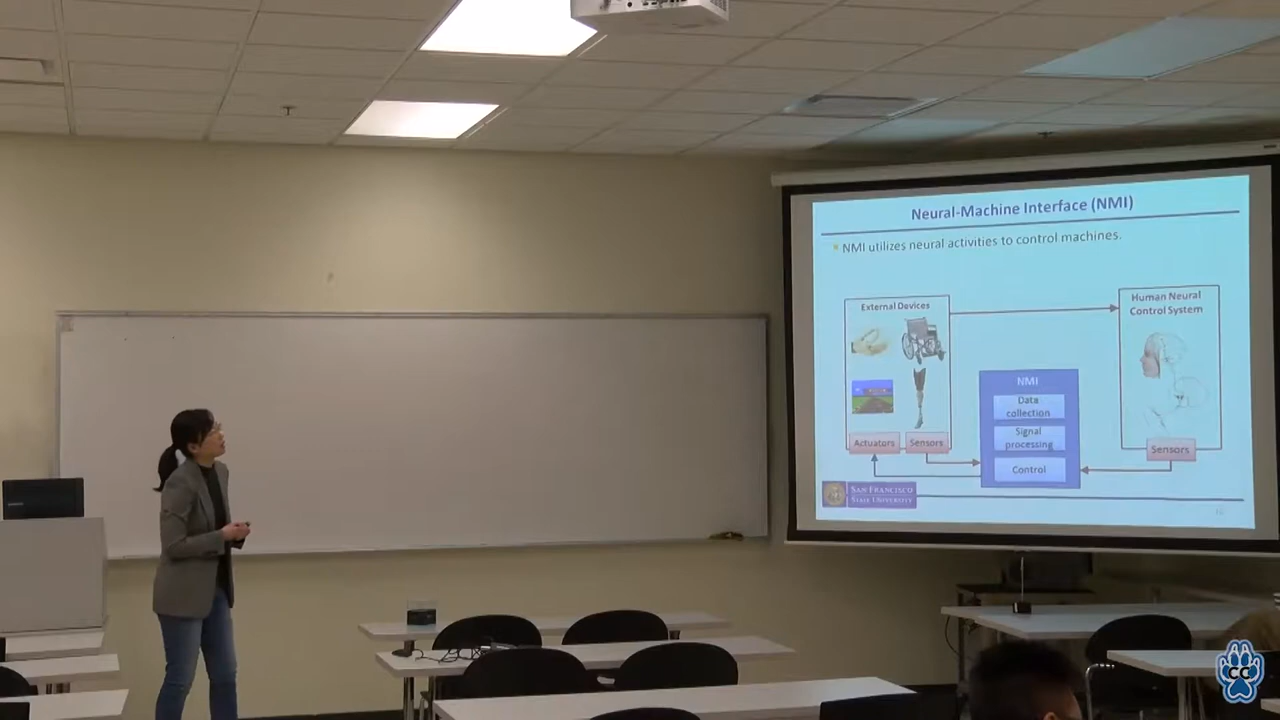 Neural-Machine Interface (NMI)
NMI utilizes neural activities to control machines.
External Devices
Human Neural
Control System
NMI
Data
collection
Signal
processing
Control
Actuators
Sensors
Sensors
SAN FRANCISCO
STATE UNIVERSITY
CC